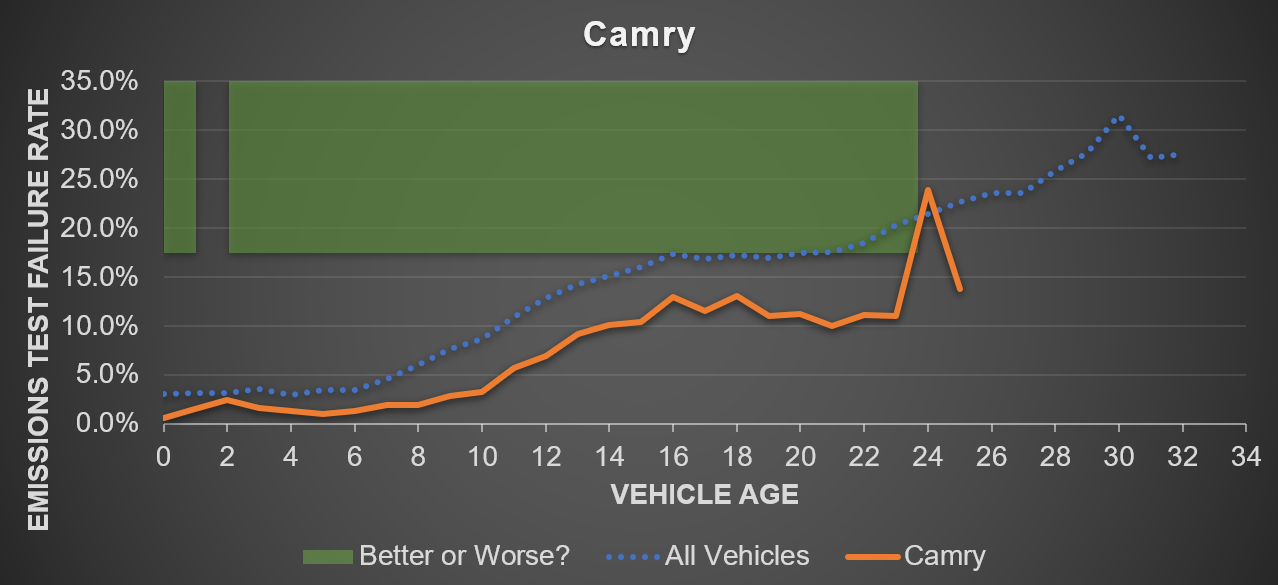 Camry
EMISSIONS TEST FAILURE RATE
35.0%
30.0%
25.0%
20.0%
15.0%
10.0%
5.0%
0.0%
0 2 4 6 8 10 12 14 16 18 20 22 24 26 28 30 32 34
VEHICLE AGE
Better or Worse? All Vehicles Camry